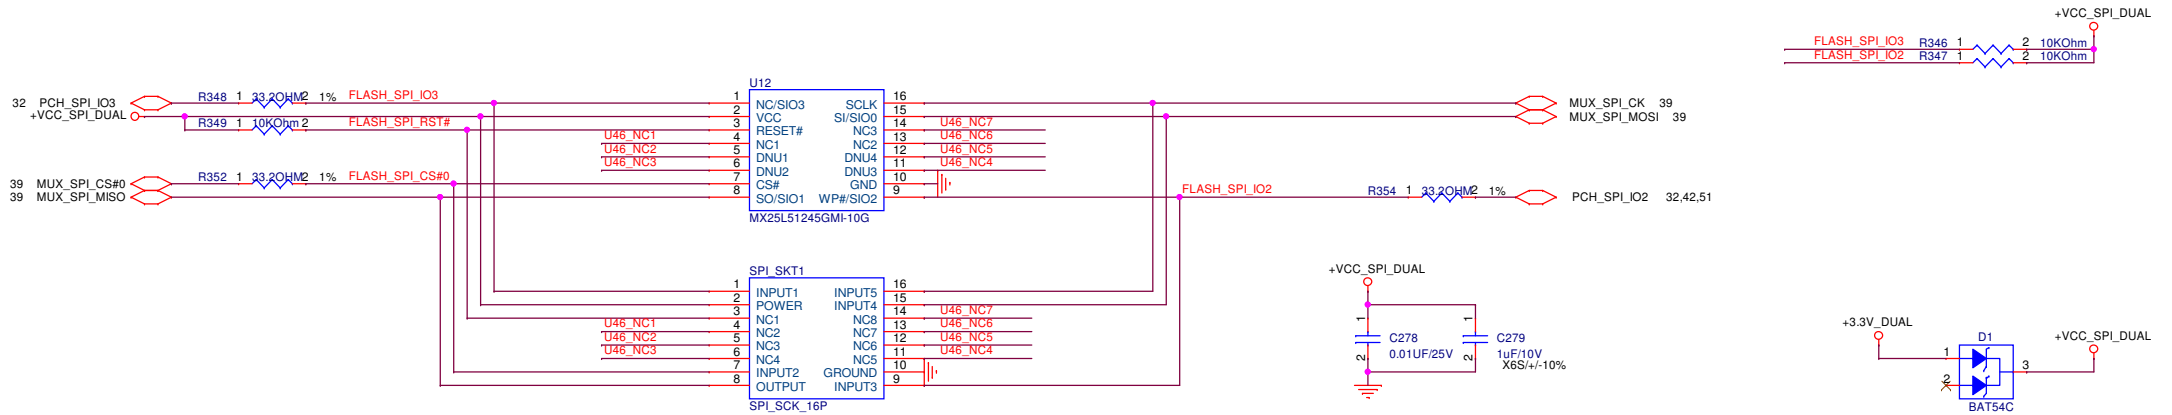 +VCC_SPI_DUAL
FLASH_SPI_IO3 R346 1 2 10KOhm
FLASH_SPI_IO2 R347 1 2 10KOhm
U12
32 PCH_SPI_IO3 R348 1 33.2OHM 2 1% FLASH_SPI_IO3 1 NC/SIO3 SCLK 16 MUX_SPI_CK 39
+VCC_SPI_DUAL 2 VCC SI/SIO0 15 MUX_SPI_MOSI 39
R349 1 10KOhm 2 FLASH_SPI_RST# 3 RESET# NC3 14 U46_NC7
U46_NC1 4 NC1 NC2 13 U46_NC6
U46_NC2 5 DNU1 DNU4 12 U46_NC5
U46_NC3 6 DNU2 DNU3 11 U46_NC4
39 MUX_SPI_CS#0 R352 1 33.2OHM 2 1% FLASH_SPI_CS#0 7 CS# GND 10
39 MUX_SPI_MISO 8 SO/SIO1 WP#/SIO2 9 FLASH_SPI_IO2 R354 1 33.2OHM 2 1% PCH_SPI_IO2 32,42,51
MX25L51245GMI-10G
SPI_SKT1
1 INPUT1 INPUT5 16
2 POWER INPUT4 15
3 NC1 NC8 14 U46_NC7
U46_NC1 4 NC2 NC7 13 U46_NC6
U46_NC2 5 NC3 NC6 12 U46_NC5
U46_NC3 6 NC4 NC5 11 U46_NC4
7 INPUT2 GROUND 10
8 OUTPUT INPUT3 9
SPI_SCK_16P
+VCC_SPI_DUAL
1 1
C278 C279
2 0.01UF/25V 2 1uF/10V
X6S/+/-10%
+3.3V_DUAL D1 +VCC_SPI_DUAL
1
2 3
BAT54C